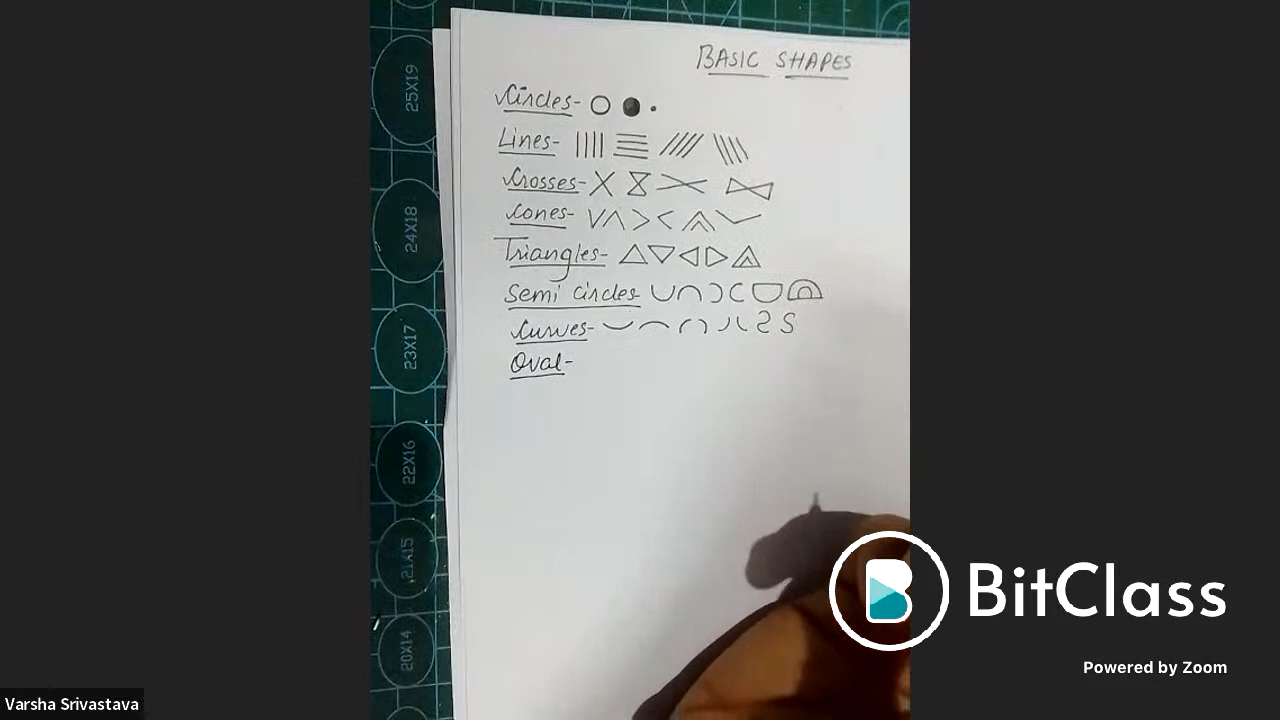 BASIC SHAPES
Circles-
Lines-
Crosses-
Cones-
Triangles-
Semi Circles-
Curves-
Oval-
25X19
24X18
23X17
22X16
21X15
20X14
BitClass
Powered by Zoom
Varsha Srivastava